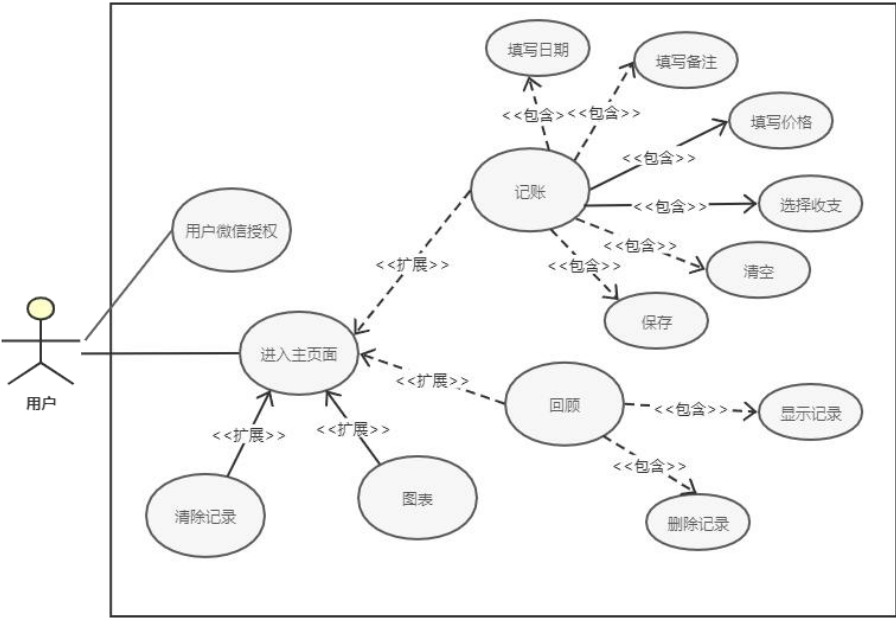 填写日期
填写备注
<<包含>
<<包含>>
填写价格
<<包含>>
记账
选择收支
<<包含>>
用户微信授权
<<包含>>
清空
<<包含>>
<<扩展>>
保存
进入主页面
<<扩展>>
用户
回顾
<<包含>>
显示记录
<<扩展>>
<<扩展>>
<<包含>>
图表
清除记录
删除记录